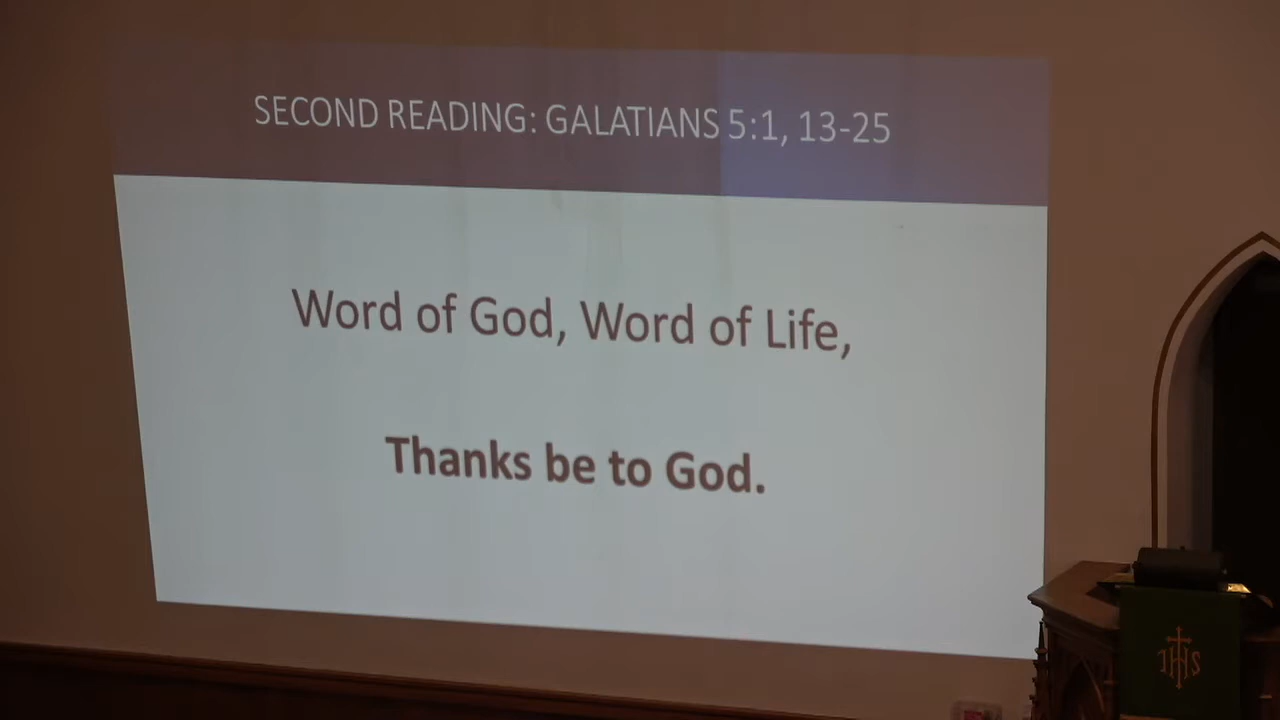 SECOND READING: GALATIANS 5:1, 13-25
Word of God, Word of Life,
Thanks be to God.
IHS